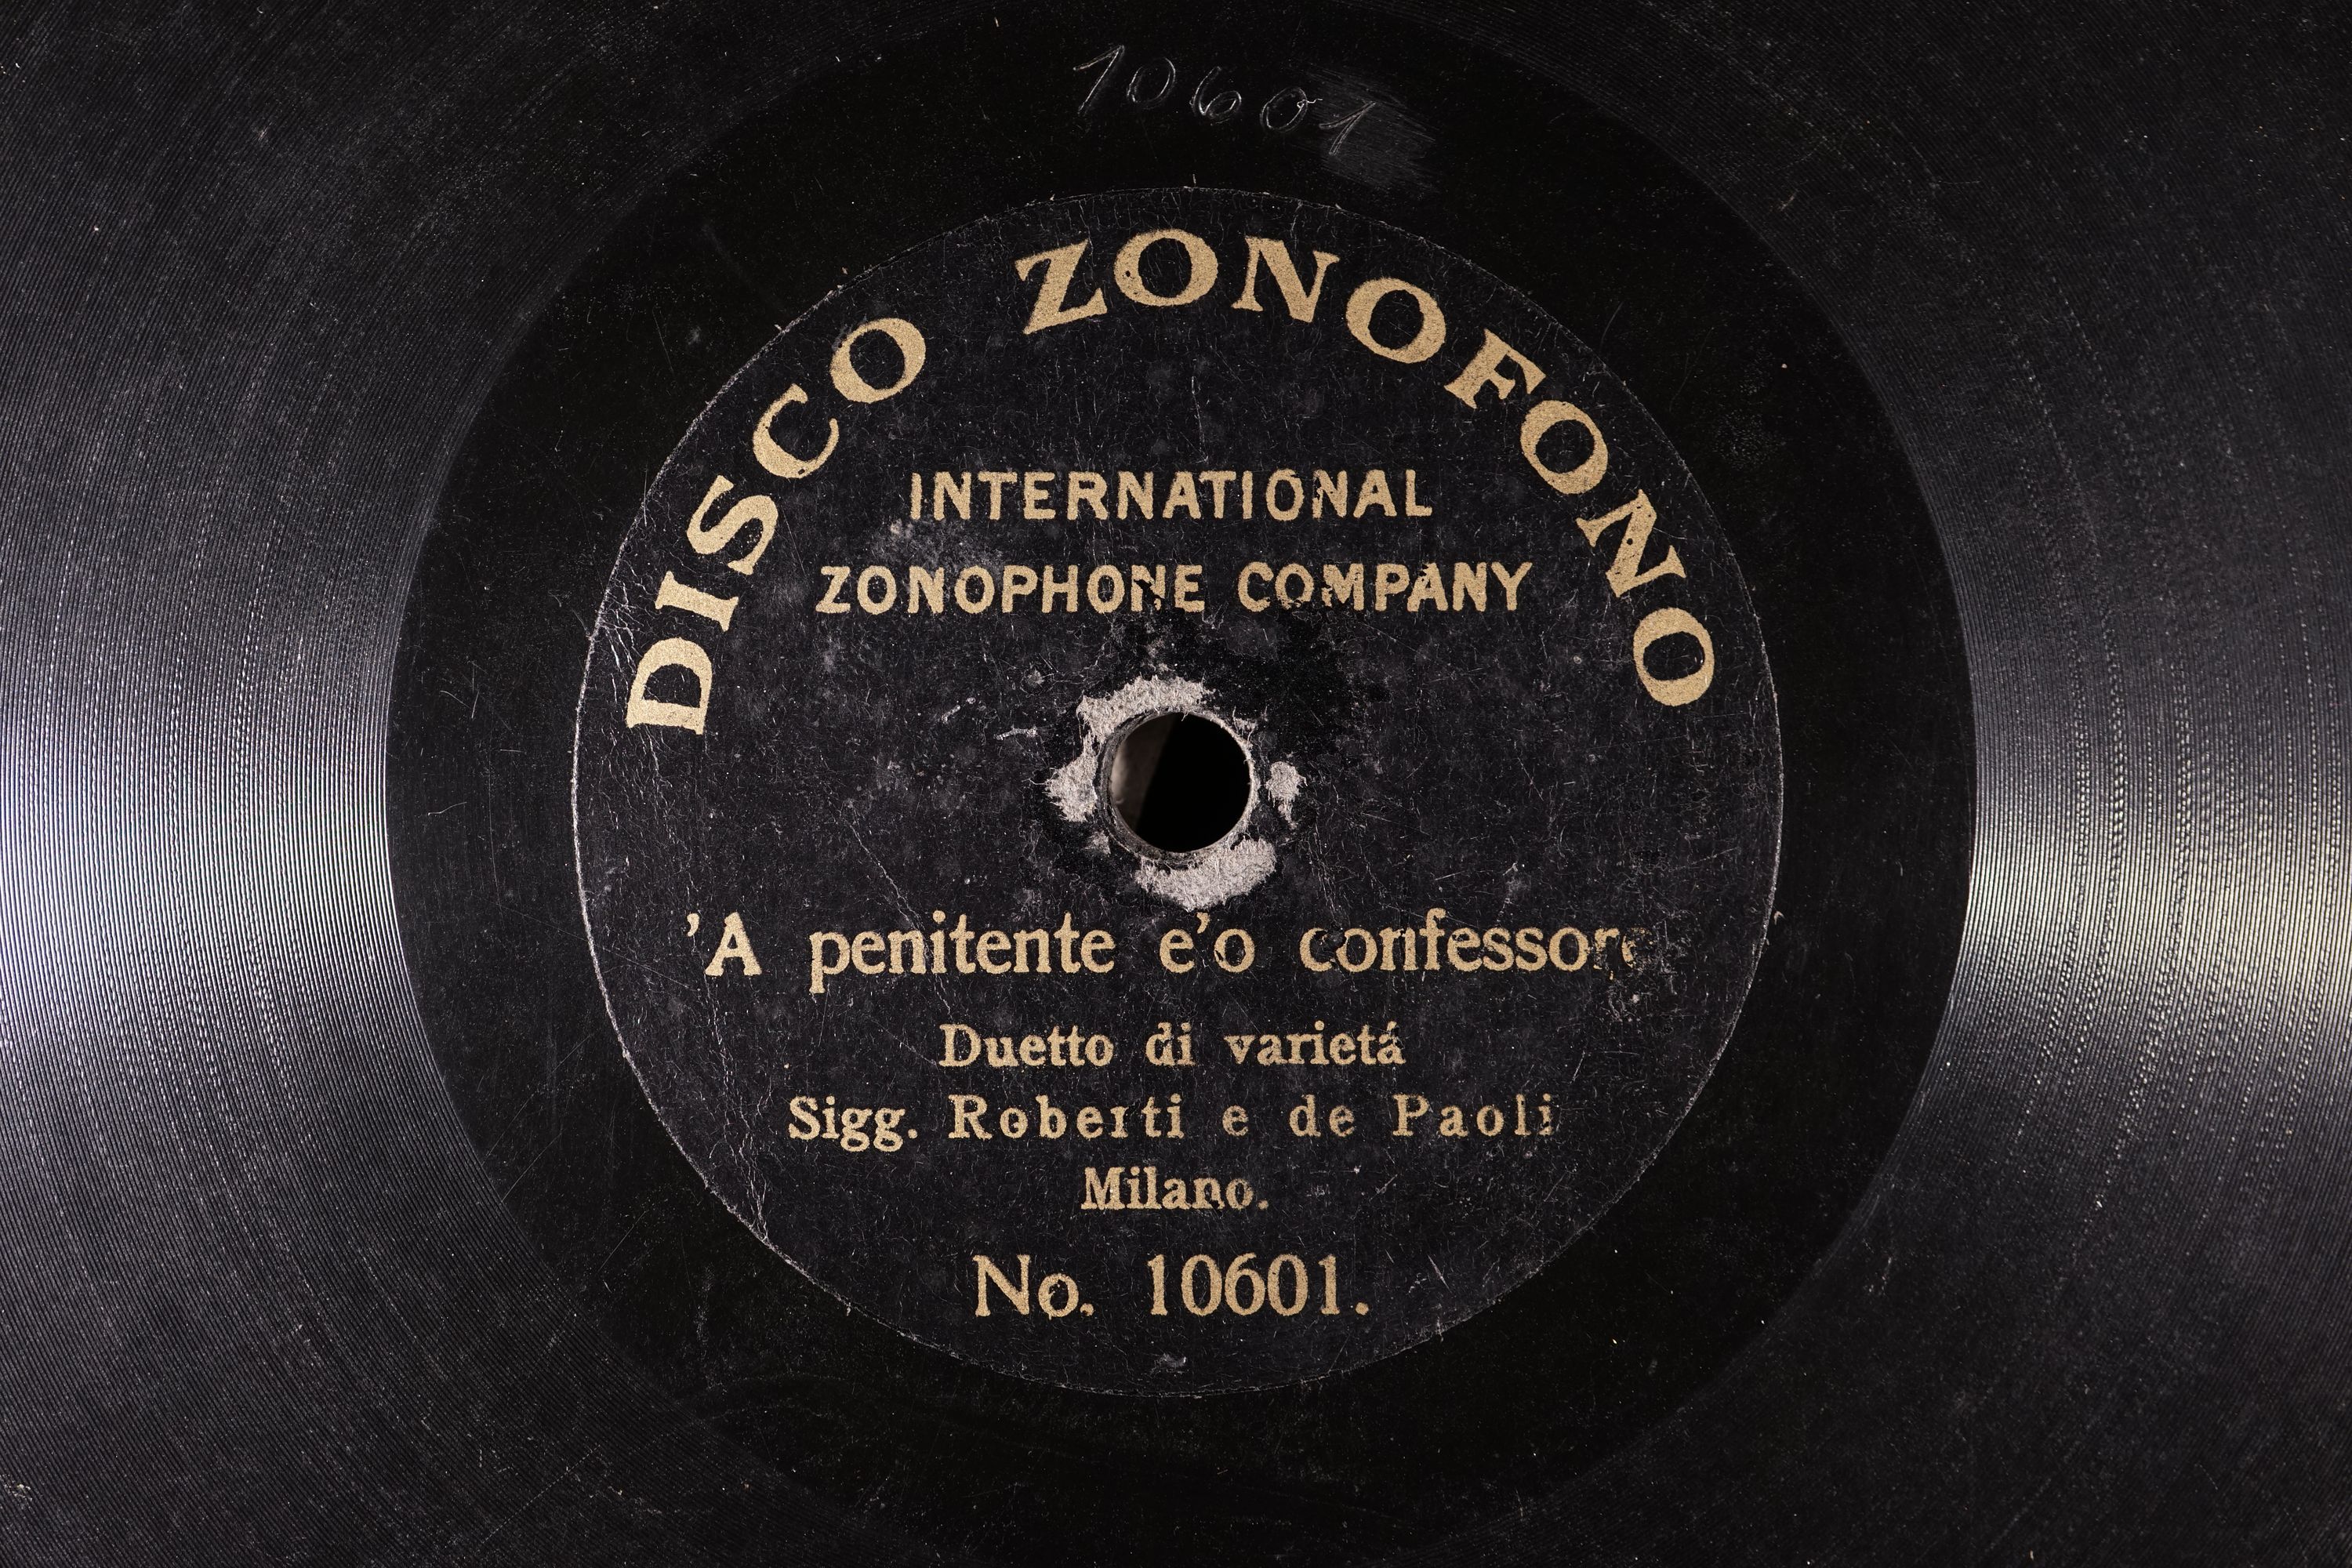 10601
DISCO ZONOFONO
INTERNATIONAL
ZONOPHONE COMPANY
'A penitente e'o confessore
Duetto di varietá
Sigg. Roberti e de Paoli
Milano.
No. 10601.